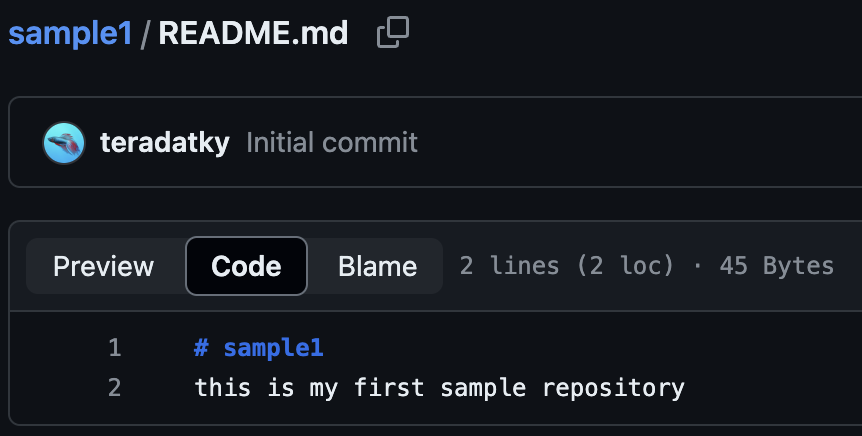 sample1 / README.md
teradatky Initial commit
Preview Code Blame 2 lines (2 loc) · 45 Bytes
1 # sample1
2 this is my first sample repository